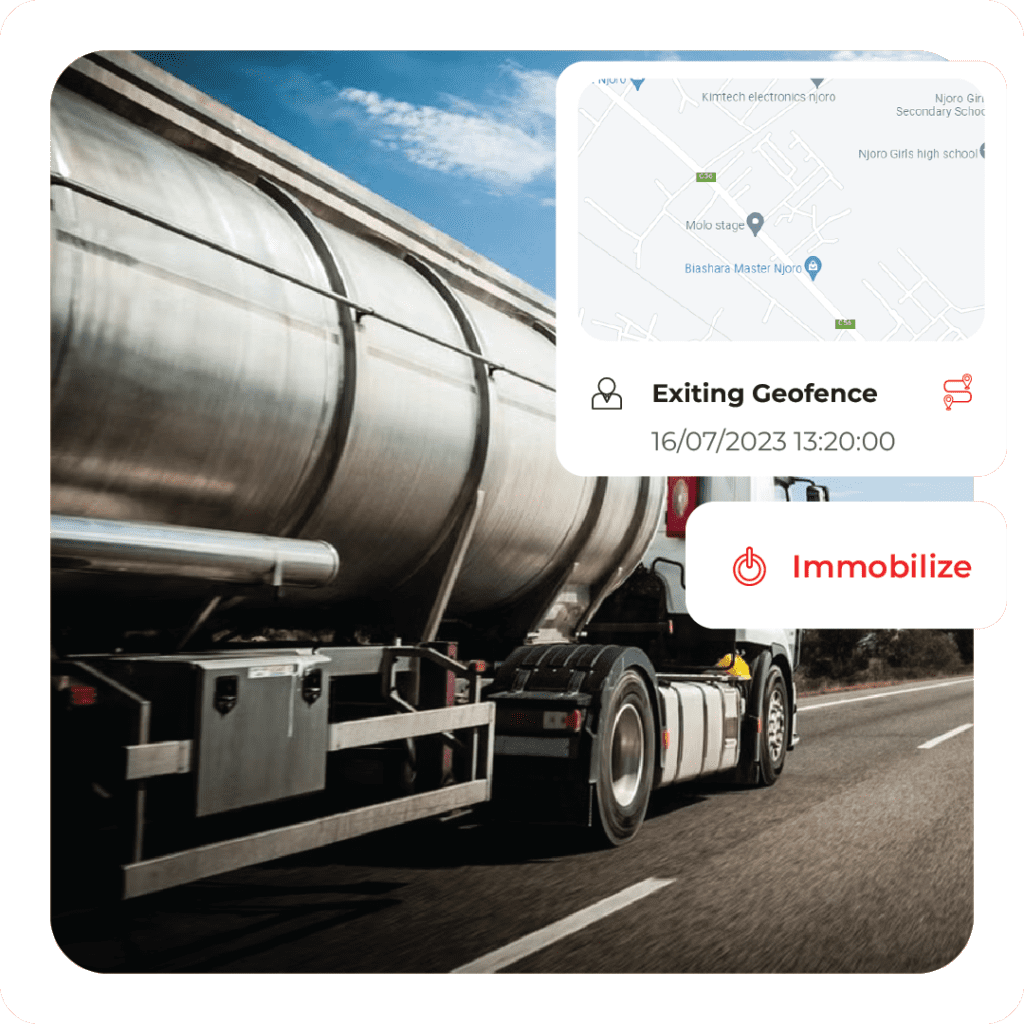 Njoro
Kimtech electronics njoro
Njoro Girl
Secondary Schoo
Njoro Girls high school
C56
Molo stage
Biashara Master Njoro
C56
Exiting Geofence
16/07/2023 13:20:00
Immobilize